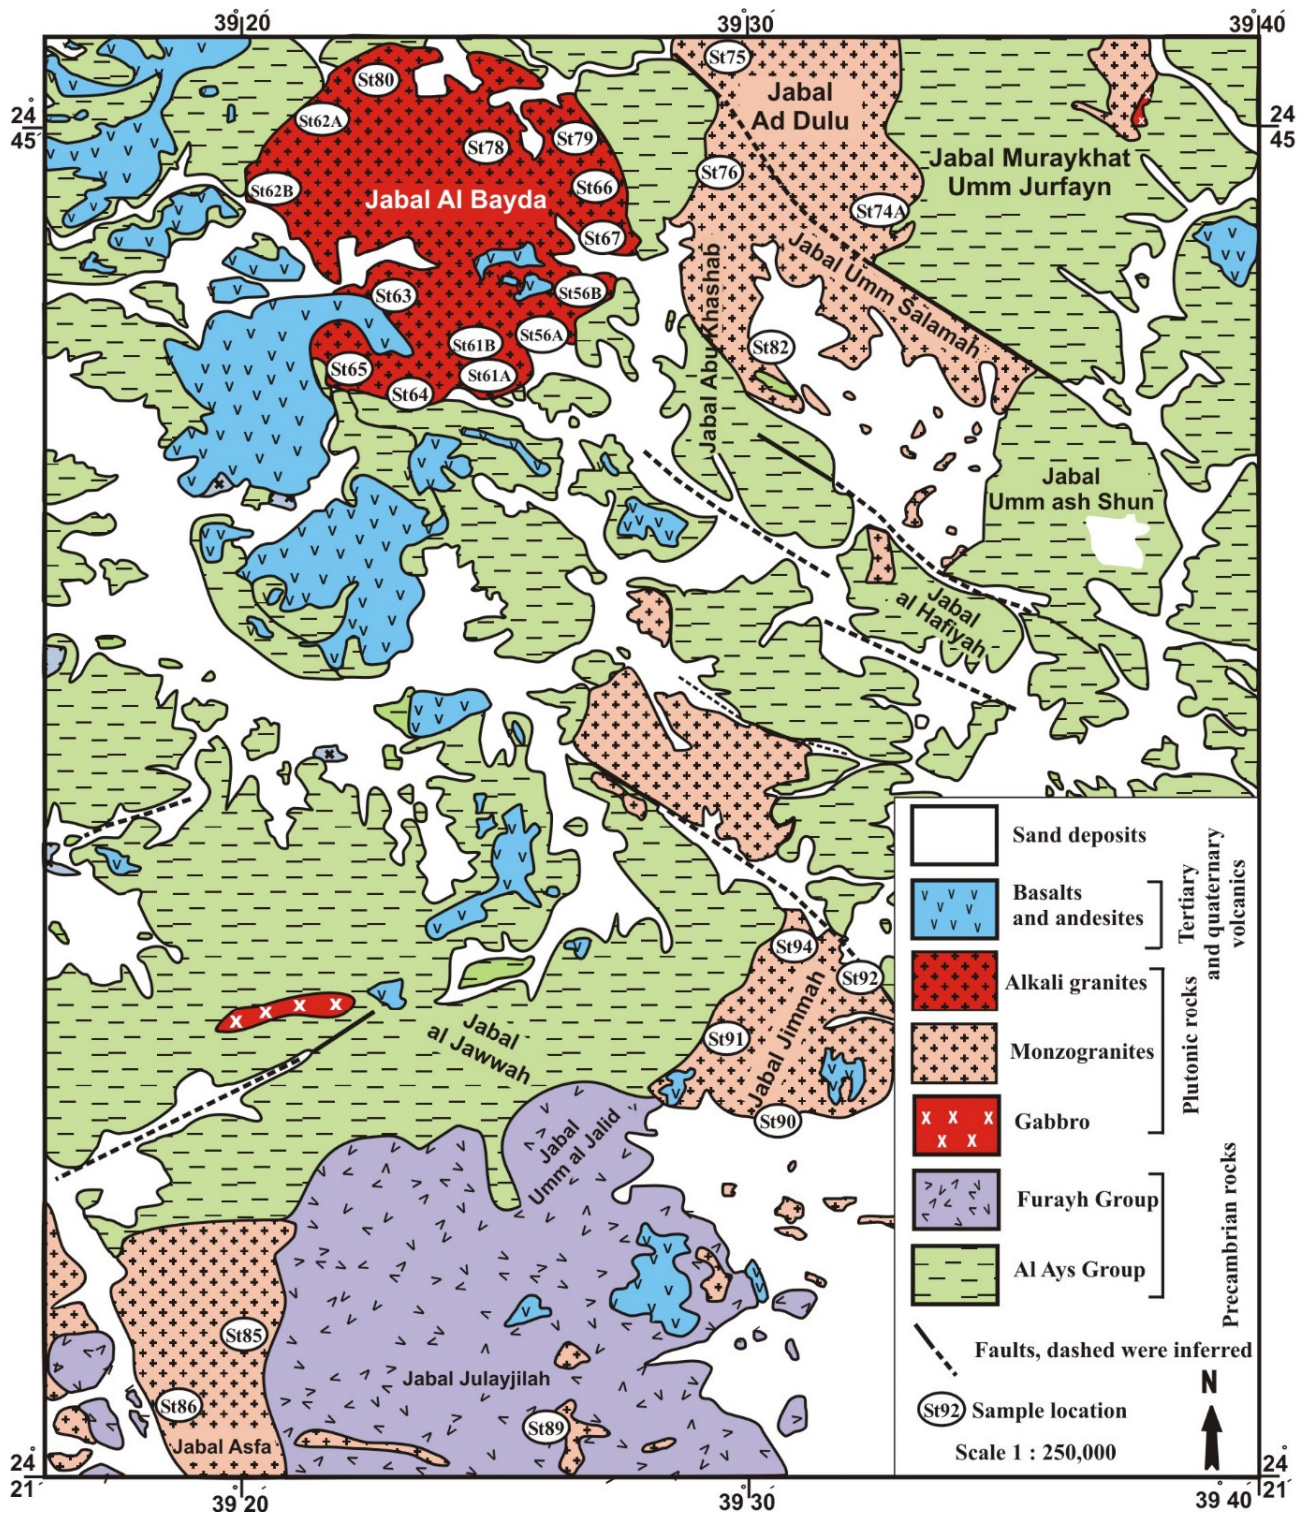 39°20´
39°30´
39°40´
24°
45´
24
45´
St75
St80
Jabal
Ad Dulu
St62A
St79
St78
Jabal Muraykhat
Umm Jurfayn
St76
St62B
Jabal Al Bayda
St66
St74A
St67
Jabal Umm Salamah
Jabal Abu Khashab
St63
St56B
St56A
St61B
St82
St65
St61A
St64
Jabal
Umm ash Shun
Jabal
al Hafiyah
Sand deposits
Basalts
and andesites
Tertiary
and quaternary
volcanics
St94
St92
Alkali granites
Jabal
al Jawwah
St91
Jabal Jimmah
Monzogranites
Plutonic rocks
St90
Gabbro
Jabal
Umm al Jalid
Furayh Group
Al Ays Group
Precambrian rocks
St85
Faults, dashed were inferred
Jabal Julayjilah
N
St86
St89
St92
Sample location
Jabal Asfa
Scale 1 : 250,000
24°
21´
24°
21´
39°20´
39°30´
39°40´